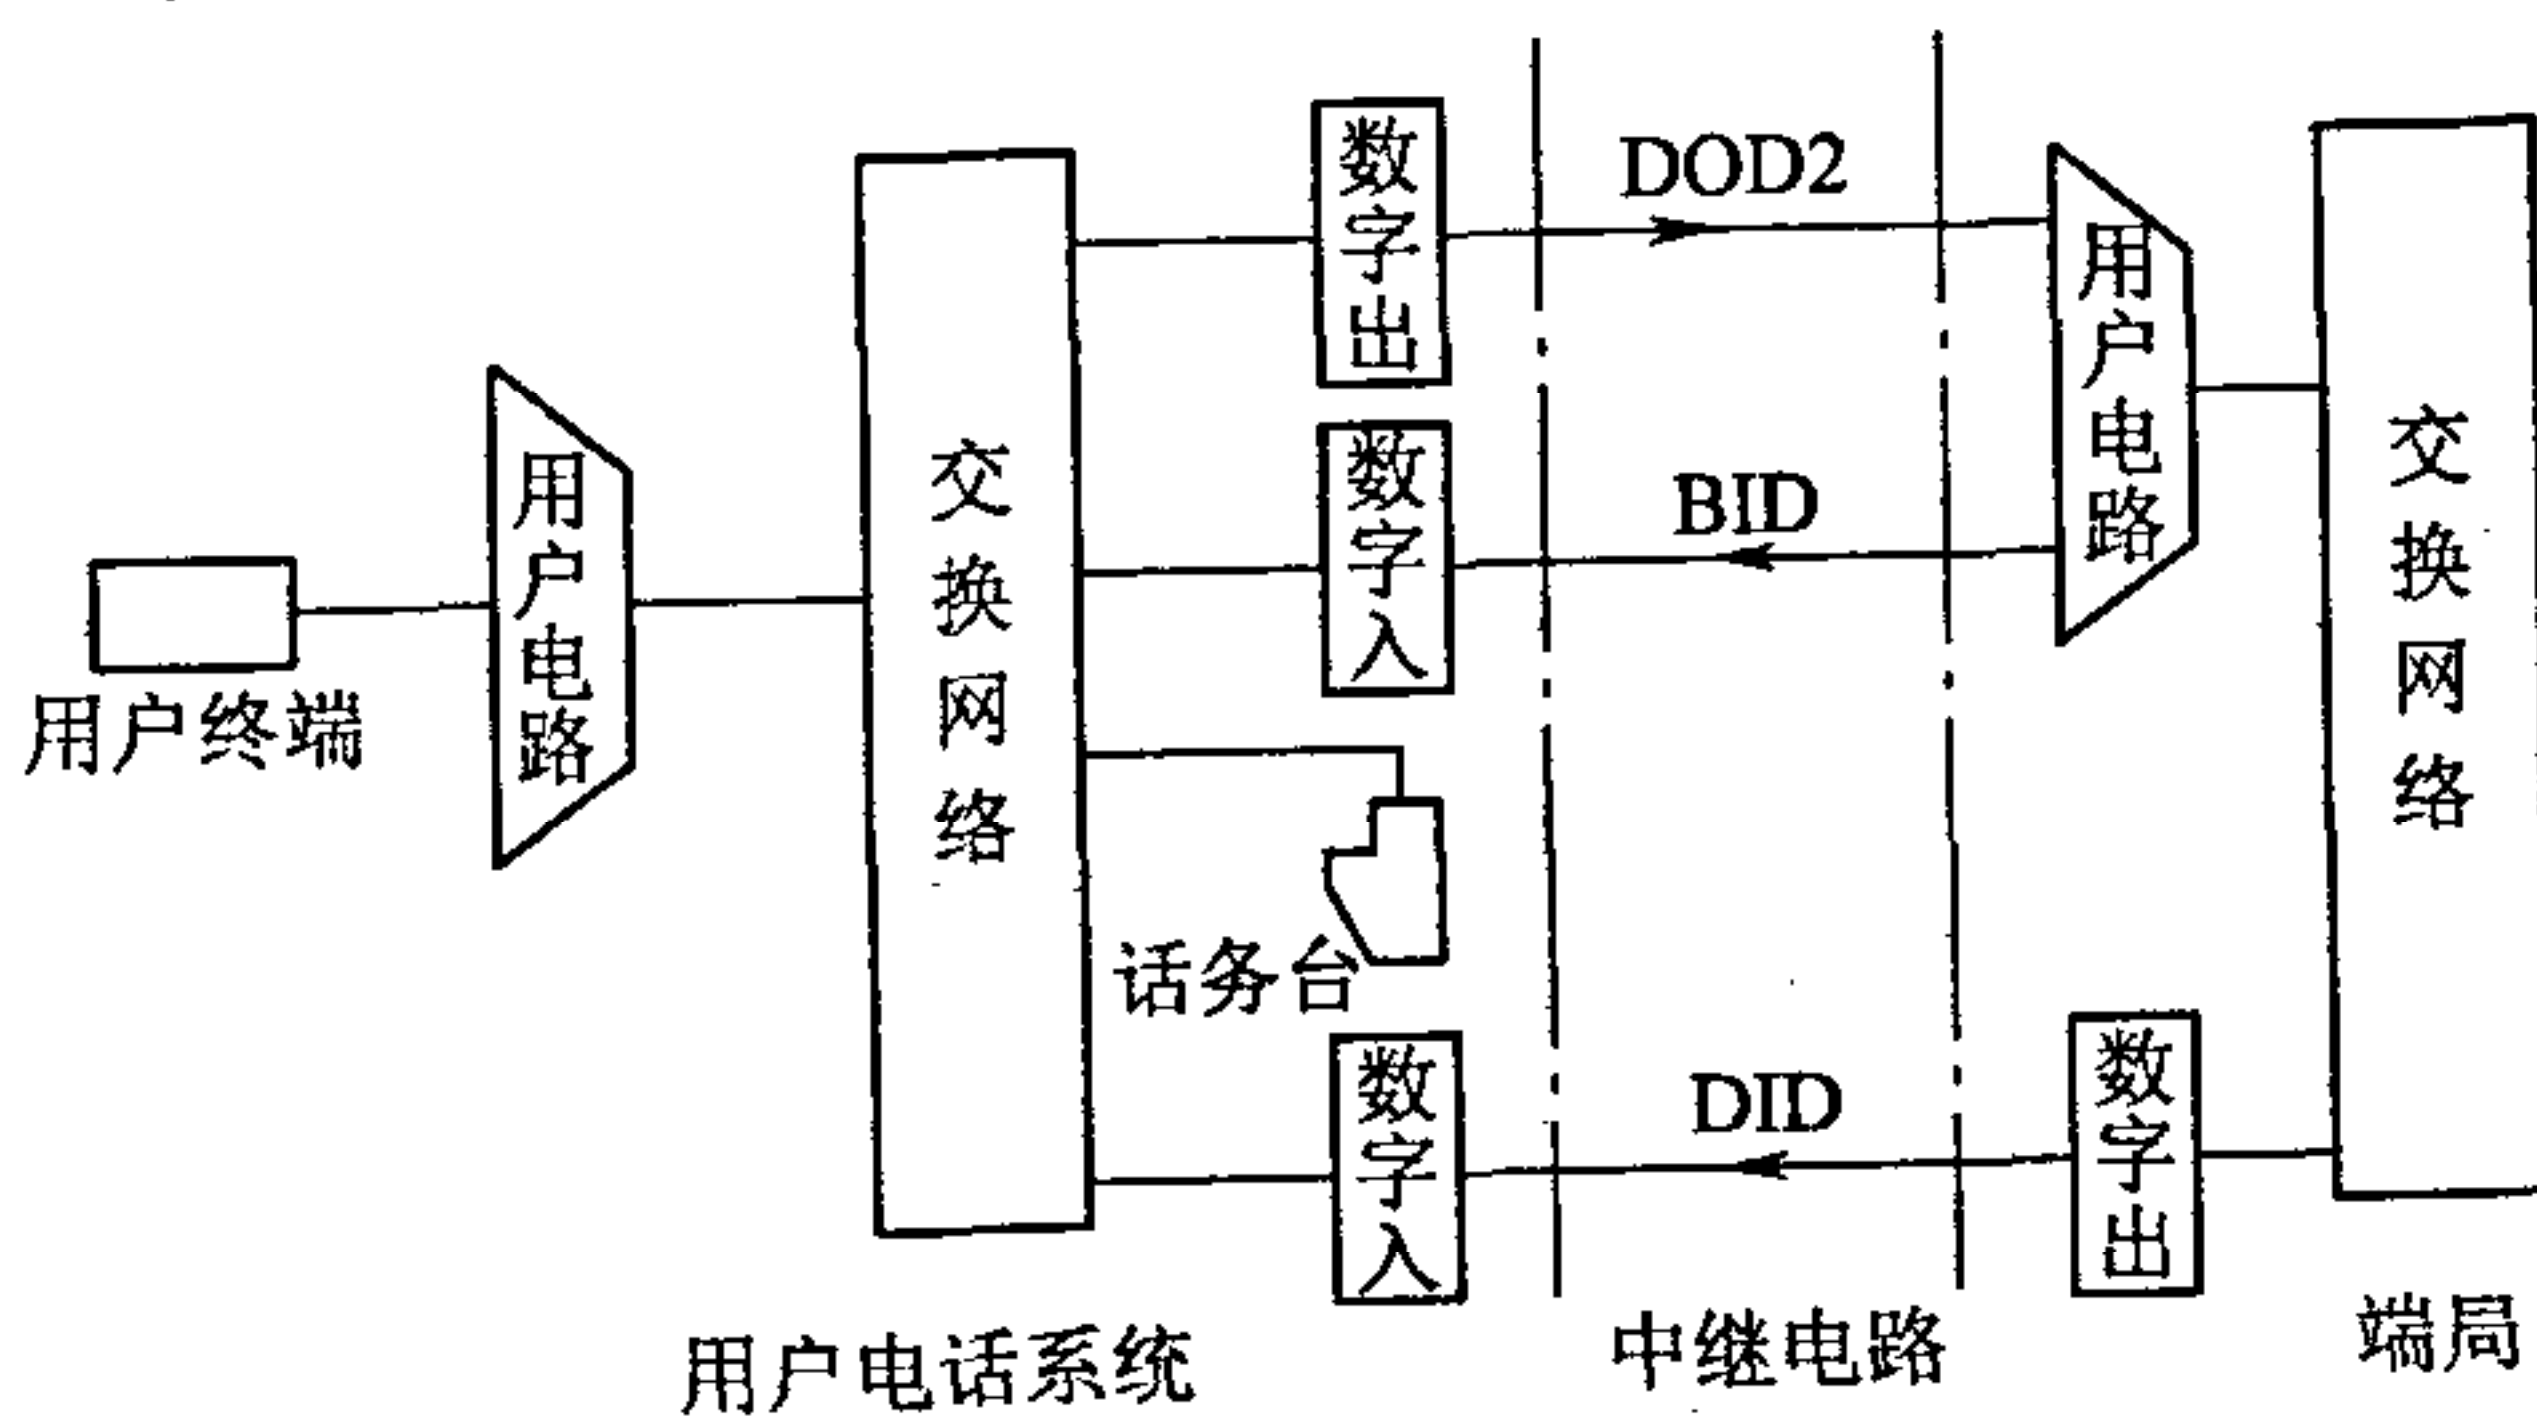 用户终端
用户电路
交换网络
数字出
数字入
话务台
数字入
DOD2
BID
DID
用户电路
数字出
交换网络
用户电话系统
中继电路
端局